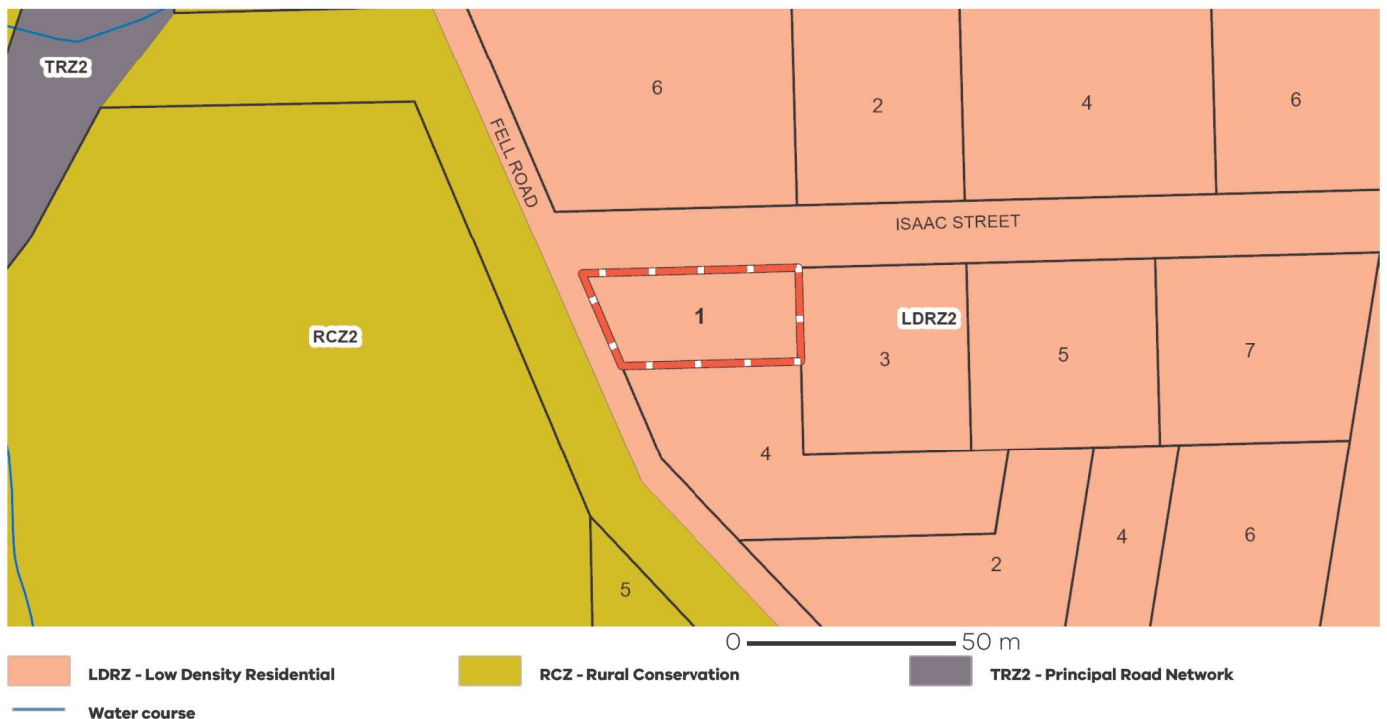 TRZ2
6
2
4
6
FELL ROAD
ISAAC STREET
1
LDRZ2
RCZ2
3
5
7
4
2
4
6
5
0 50 m
LDRZ - Low Density Residential
RCZ - Rural Conservation
TRZ2 - Principal Road Network
Water course